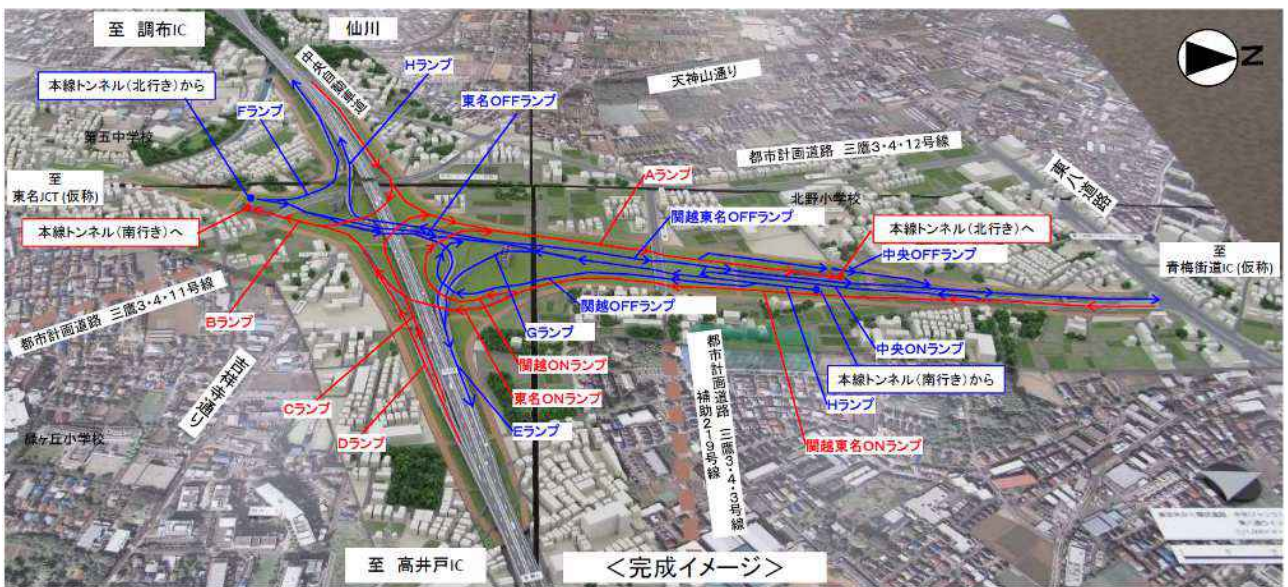 至 調布IC
仙川
N
中央自動車道
Hランプ
天神山通り
本線トンネル(北行き)から
東名OFFランプ
Fランプ
第五中学校
都市計画道路 三鷹3・4・12号線
東八道路
至
東名JCT(仮称)
Aランプ
北野小学校
関越東名OFFランプ
本線トンネル(南行き)へ
本線トンネル(北行き)へ
中央OFFランプ
至
青梅街道IC(仮称)
都市計画道路 三鷹3・4・11号線
Bランプ
関越OFFランプ
Gランプ
中央ONランプ
吉祥寺通り
関越ONランプ
都市計画道路 三鷹3・4・3号線
補助219号線
本線トンネル(南行き)から
Cランプ
東名ONランプ
Hランプ
緑ヶ丘小学校
Dランプ
Eランプ
関越東名ONランプ
至 高井戸IC
<完成イメージ>